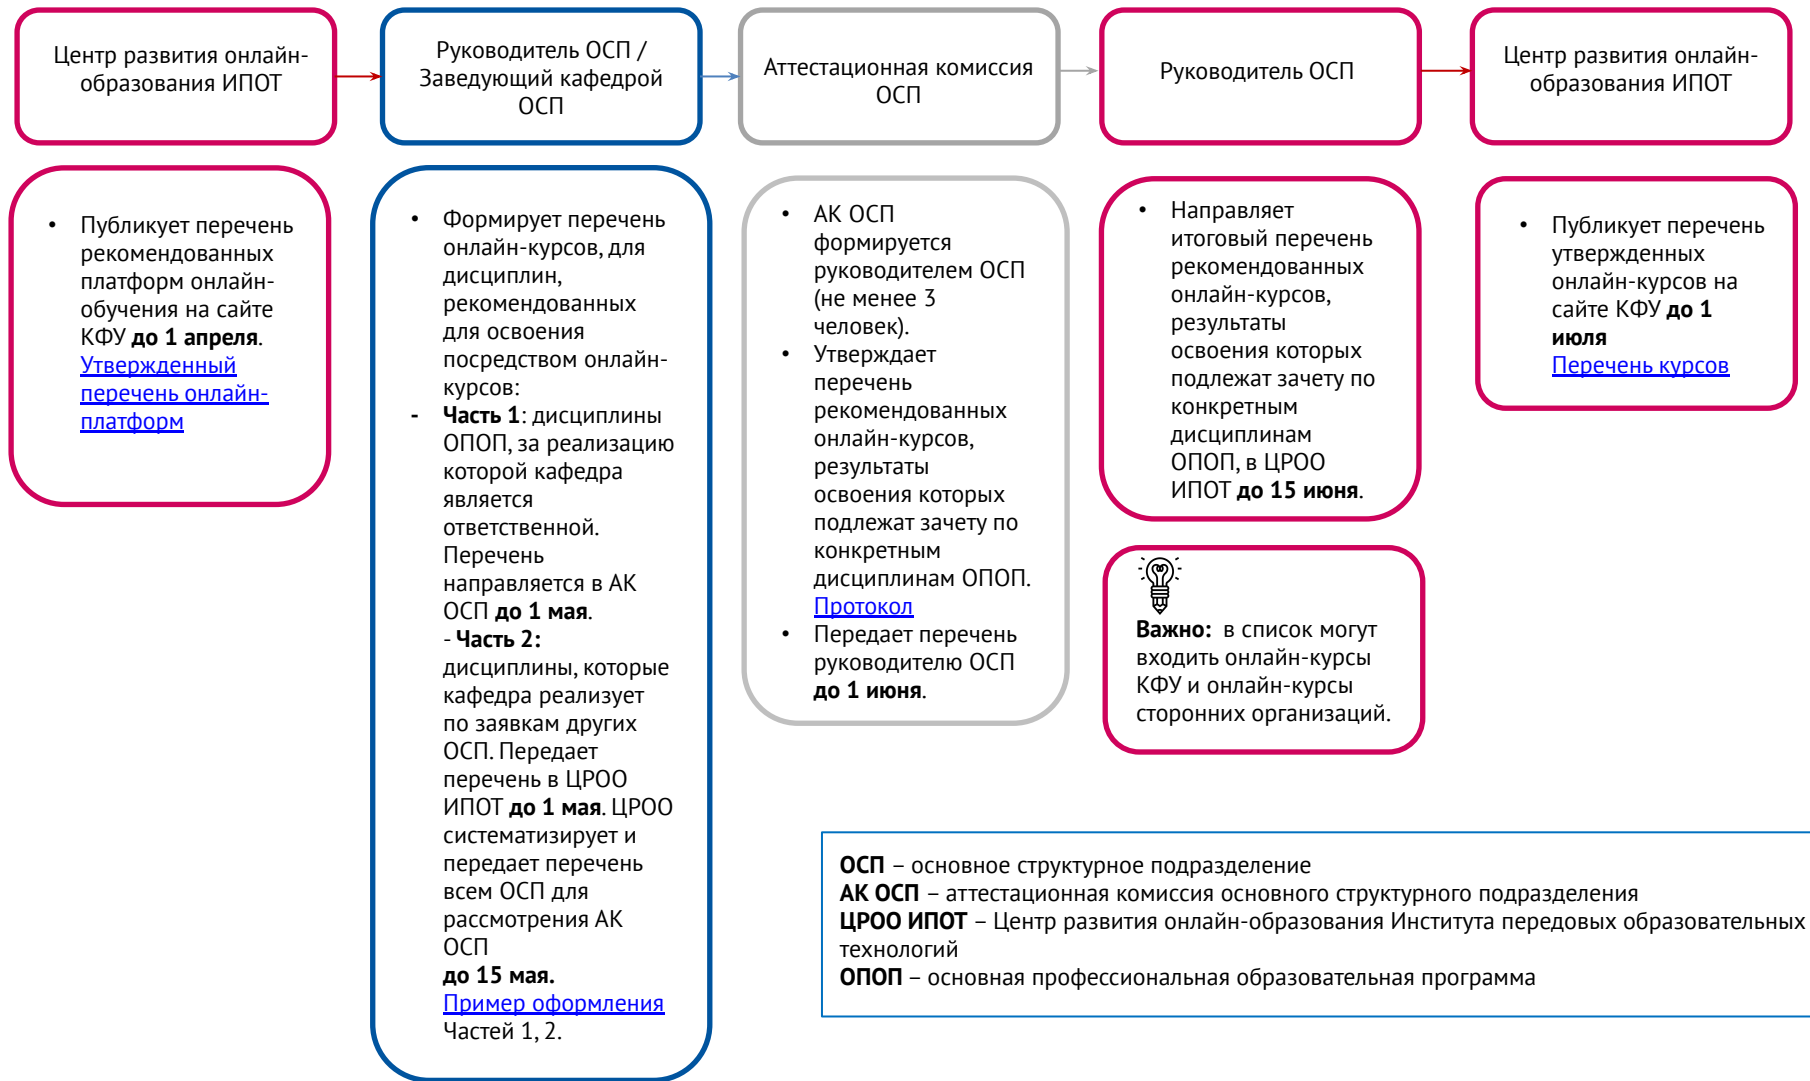 Центр развития онлайн-
образования ИПОТ
Руководитель ОСП /
Заведующий кафедрой
ОСП
Аттестационная комиссия
ОСП
Руководитель ОСП
Центр развития онлайн-
образования ИПОТ
• Публикует перечень
рекомендованных
платформ онлайн-
обучения на сайте
КФУ до 1 апреля.
Утвержденный
перечень онлайн-
платформ
• Формирует перечень
онлайн-курсов, для
дисциплин,
рекомендованных
для освоения
посредством онлайн-
курсов:
- Часть 1: дисциплины
ОПОП, за реализацию
которой кафедра
является
ответственной.
Перечень
направляется в АК
ОСП до 1 мая.
- Часть 2:
дисциплины, которые
кафедра реализует
по заявкам других
ОСП. Передает
перечень в ЦРОО
ИПОТ до 1 мая. ЦРОО
систематизирует и
передает перечень
всем ОСП для
рассмотрения АК
ОСП
до 15 мая.
Пример оформления
Частей 1, 2.
• АК ОСП
формируется
руководителем ОСП
(не менее 3
человек).
• Утверждает
перечень
рекомендованных
онлайн-курсов,
результаты
освоения которых
подлежат зачету по
конкретным
дисциплинам ОПОП.
Протокол
• Передает перечень
руководителю ОСП
до 1 июня.
• Направляет
итоговый перечень
рекомендованных
онлайн-курсов,
результаты
освоения которых
подлежат зачету по
конкретным
дисциплинам
ОПОП, в ЦРОО
ИПОТ до 15 июня.
Важно: в список могут
входить онлайн-курсы
КФУ и онлайн-курсы
сторонних организаций.
• Публикует перечень
утвержденных
онлайн-курсов на
сайте КФУ до 1
июля
Перечень курсов
ОСП – основное структурное подразделение
АК ОСП – аттестационная комиссия основного структурного подразделения
ЦРОО ИПОТ – Центр развития онлайн-образования Института передовых образовательных
технологий
ОПОП – основная профессиональная образовательная программа